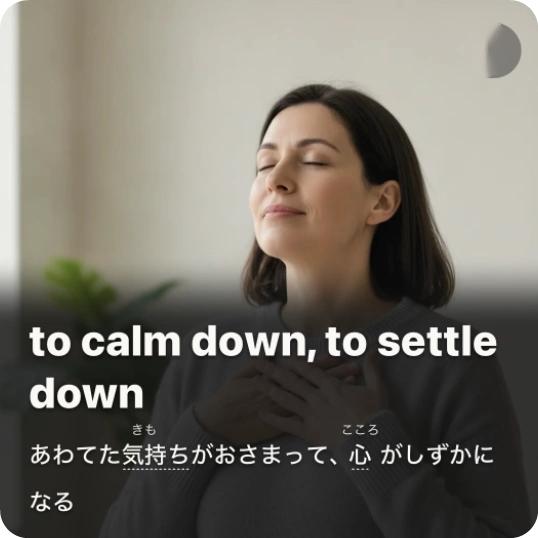 to calm down, to settle
down
きも こころ
あわてた気持ちがおさまって、心 がしずかに
なる